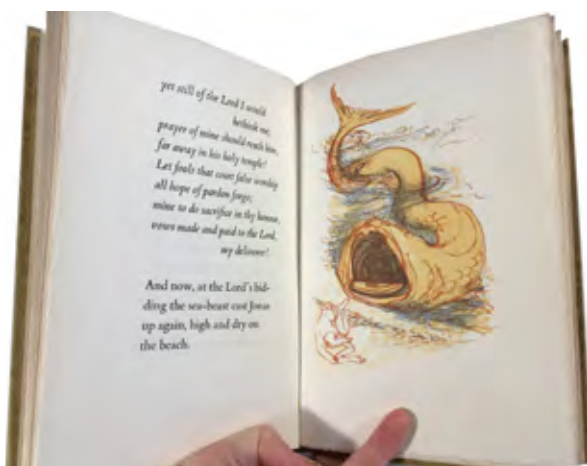 yet still of the Lord I would
bethink me,
prayer of mine should reach him,
far away in his holy temple!
Let fools that court false worship
all hope of pardon forgo;
mine to do sacrifice in thy honour,
vows made and paid to the Lord,
my deliverer!
And now, at the Lord's bid-
ding the sea-beast cast Jonas
up again, high and dry on
the beach.